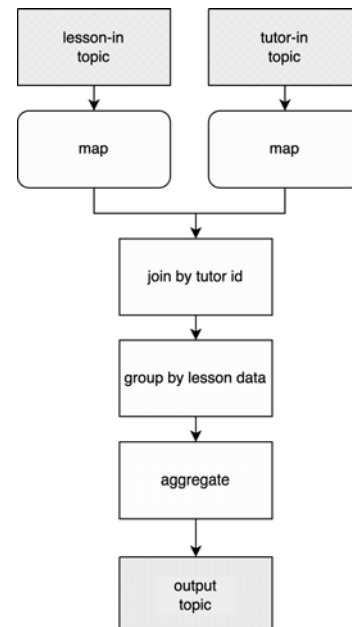 lesson-in
topic
tutor-in
topic
map
map
join by tutor id
group by lesson data
aggregate
output
topic